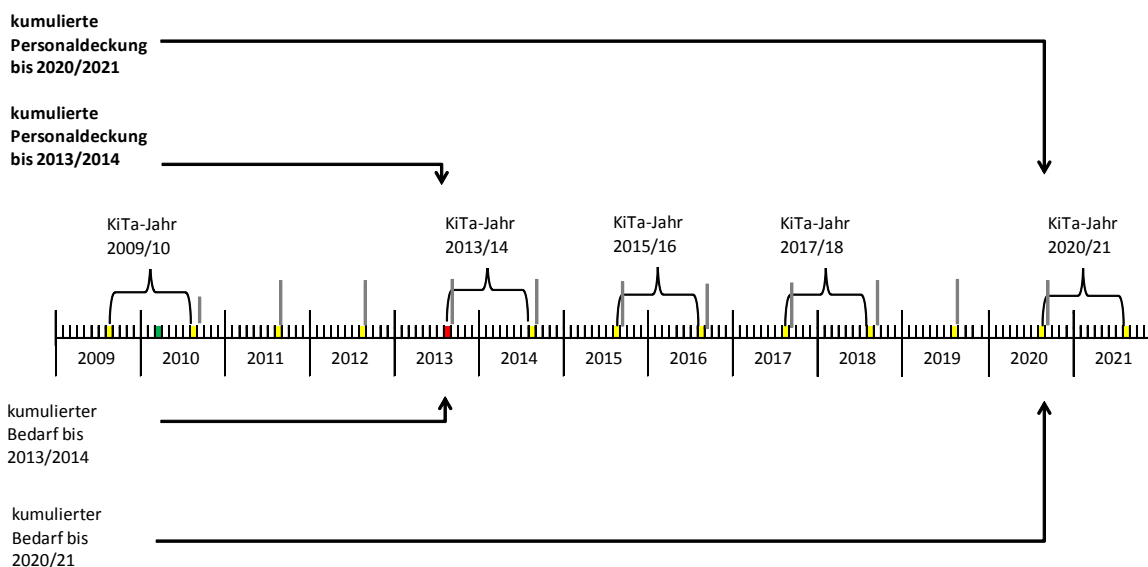 kumulierte
Personaldeckung
bis 2020/2021
kumulierte
Personaldeckung
bis 2013/2014
KiTa-Jahr
2009/10
KiTa-Jahr
2013/14
KiTa-Jahr
2015/16
KiTa-Jahr
2017/18
KiTa-Jahr
2020/21
2009 2010 2011 2012 2013 2014 2015 2016 2017 2018 2019 2020 2021
kumulierter
Bedarf bis
2013/2014
kumulierter
Bedarf bis
2020/21